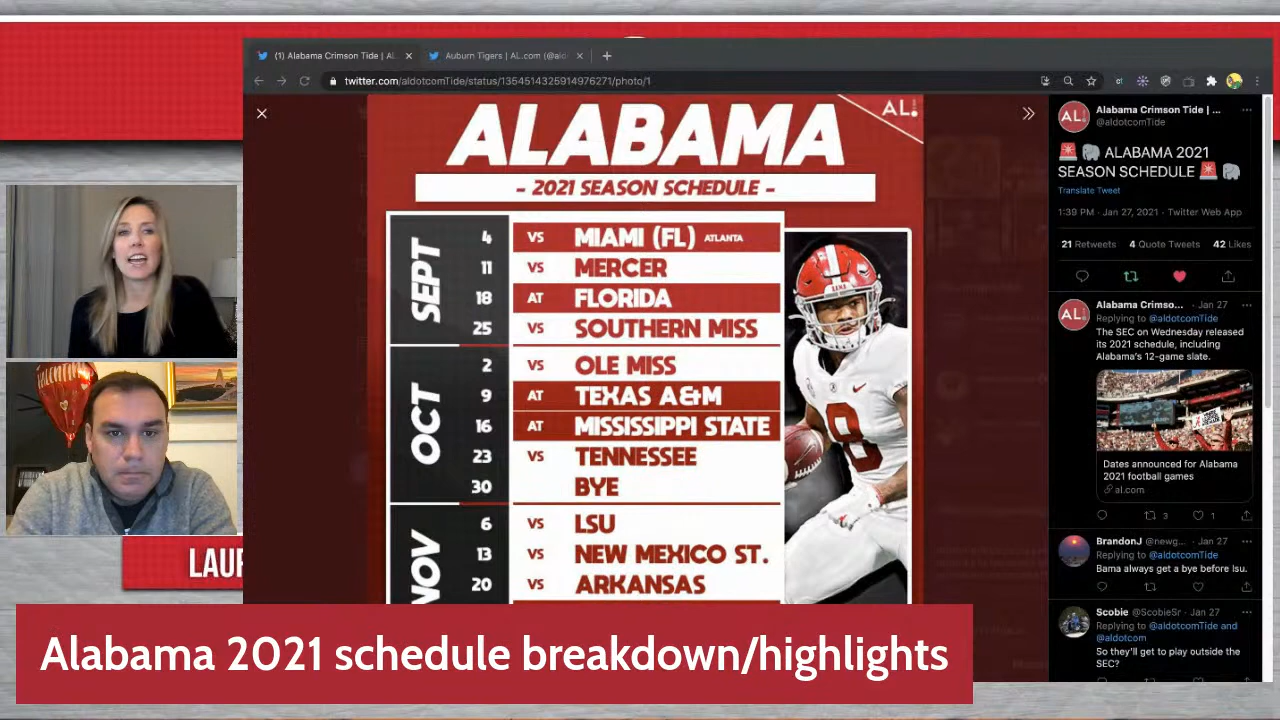 (1) Alabama Crimson Tide | AL
Auburn Tigers | AL.com (@aldo
twitter.com/aldotcomTide/status/1354514325914976271/photo/1
AL.
ALABAMA
- 2021 SEASON SCHEDULE -
SEPT
4 VS MIAMI (FL) ATLANTA
11 VS MERCER
18 AT FLORIDA
25 VS SOUTHERN MISS
OCT
2 VS OLE MISS
9 AT TEXAS A&M
16 AT MISSISSIPPI STATE
23 VS TENNESSEE
30 BYE
NOV
6 VS LSU
13 VS NEW MEXICO ST.
20 VS ARKANSAS
8
AL.
Alabama Crimson Tide | ...
@aldotcomTide
ALABAMA 2021
SEASON SCHEDULE
Translate Tweet
1:39 PM · Jan 27, 2021 · Twitter Web App
21 Retweets 4 Quote Tweets 42 Likes
AL.
Alabama Crimso... · Jan 27
Replying to @aldotcomTide
The SEC on Wednesday released
its 2021 schedule, including
Alabama's 12-game slate.
Dates announced for Alabama
2021 football games
al.com
3 1
BrandonJ @newg... · Jan 27
Replying to @aldotcomTide
Bama always get a bye before lsu.
Scobie @ScobieSr · Jan 27
Replying to @aldotcomTide and
@aldotcom
So they'll get to play outside the
SEC?
LAUR
Alabama 2021 schedule breakdown/highlights